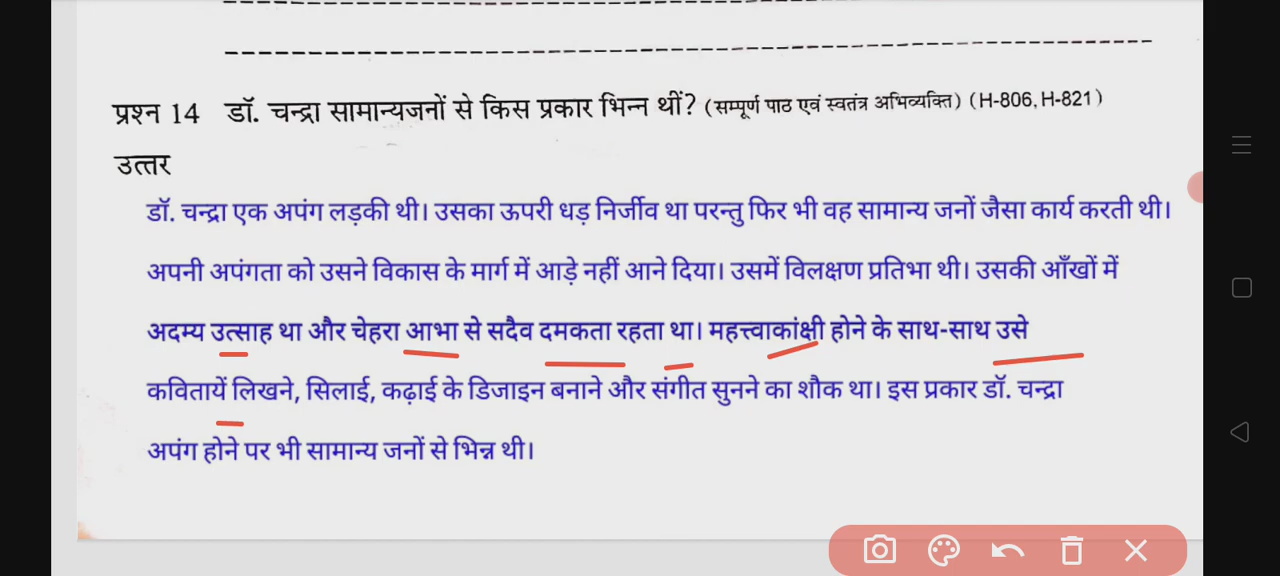 प्रश्न 14 डॉ. चन्द्रा सामान्यजनों से किस प्रकार भिन्न थीं? (सम्पूर्ण पाठ एवं स्वतंत्र अभिव्यक्ति) (H-806, H-821)
उत्तर
डॉ. चन्द्रा एक अपंग लड़की थी। उसका ऊपरी धड़ निर्जीव था परन्तु फिर भी वह सामान्य जनों जैसा कार्य करती थी।
अपनी अपंगता को उसने विकास के मार्ग में आड़े नहीं आने दिया। उसमें विलक्षण प्रतिभा थी। उसकी आँखों में
अदम्य उत्साह था और चेहरा आभा से सदैव दमकता रहता था। महत्त्वाकांक्षी होने के साथ-साथ उसे
कवितायें लिखने, सिलाई, कढ़ाई के डिजाइन बनाने और संगीत सुनने का शौक था। इस प्रकार डॉ. चन्द्रा
अपंग होने पर भी सामान्य जनों से भिन्न थी।